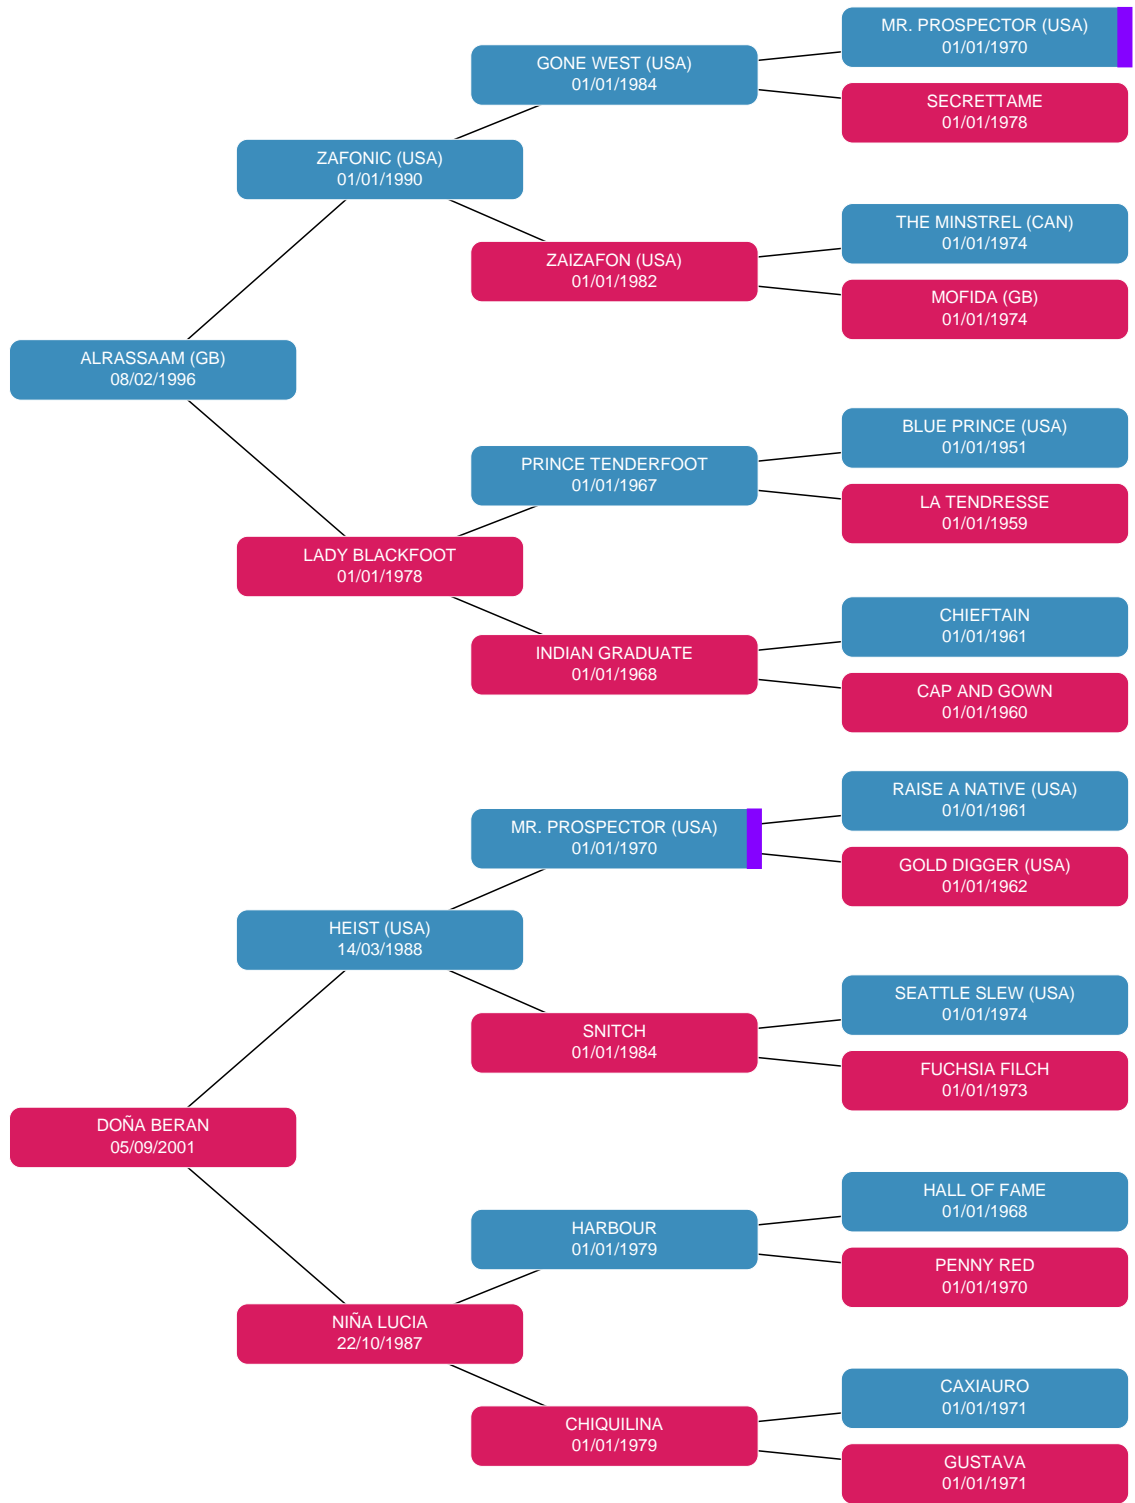 MR. PROSPECTOR (USA)
01/01/1970
GONE WEST (USA)
01/01/1984
SECRETTAME
01/01/1978
ZAFONIC (USA)
01/01/1990
THE MINSTREL (CAN)
01/01/1974
ZAIZAFON (USA)
01/01/1982
MOFIDA (GB)
01/01/1974
ALRASSAAM (GB)
08/02/1996
BLUE PRINCE (USA)
01/01/1951
PRINCE TENDERFOOT
01/01/1967
LA TENDRESSE
01/01/1959
LADY BLACKFOOT
01/01/1978
CHIEFTAIN
01/01/1961
INDIAN GRADUATE
01/01/1968
CAP AND GOWN
01/01/1960
RAISE A NATIVE (USA)
01/01/1961
MR. PROSPECTOR (USA)
01/01/1970
GOLD DIGGER (USA)
01/01/1962
HEIST (USA)
14/03/1988
SEATTLE SLEW (USA)
01/01/1974
SNITCH
01/01/1984
FUCHSIA FILCH
01/01/1973
DOÑA BERAN
05/09/2001
HALL OF FAME
01/01/1968
HARBOUR
01/01/1979
PENNY RED
01/01/1970
NIÑA LUCIA
22/10/1987
CAXIAURO
01/01/1971
CHIQUILINA
01/01/1979
GUSTAVA
01/01/1971